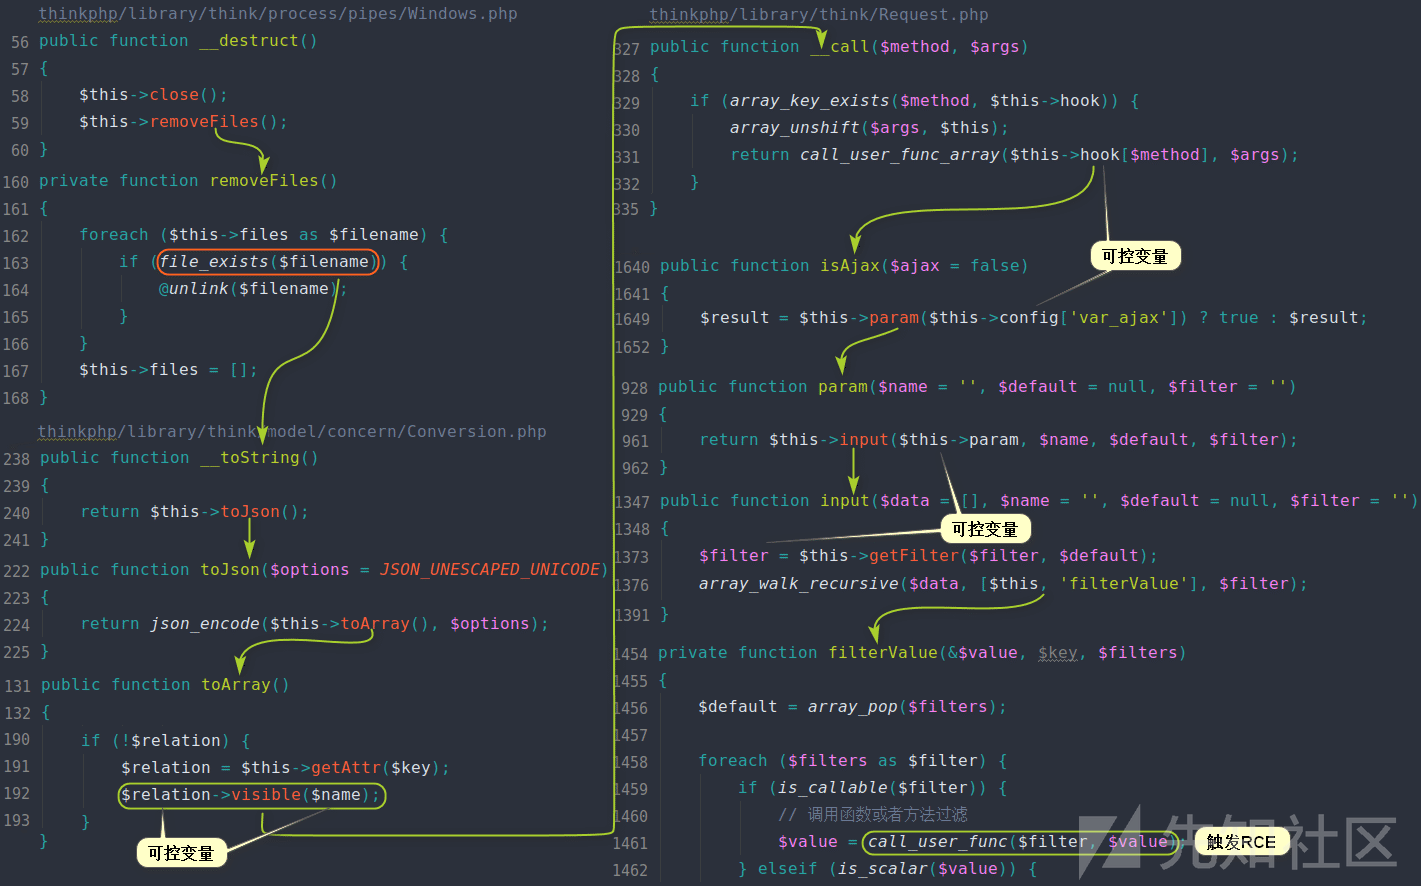 thinkphp/library/think/process/pipes/Windows.php
56 public function __destruct()
57 {
58 $this->close();
59 $this->removeFiles();
60 }
160 private function removeFiles()
161 {
162 foreach ($this->files as $filename) {
163 if (file_exists($filename)) {
164 @unlink($filename);
165 }
166 }
167 $this->files = [];
168 }
thinkphp/library/think/model/concern/Conversion.php
238 public function __toString()
239 {
240 return $this->toJson();
241 }
222 public function toJson($options = JSON_UNESCAPED_UNICODE)
223 {
224 return json_encode($this->toArray(), $options);
225 }
131 public function toArray()
132 {
190 if (!$relation) {
191 $relation = $this->getAttr($key);
192 $relation->visible($name);
193 }
}
可控变量
thinkphp/library/think/Request.php
327 public function __call($method, $args)
328 {
329 if (array_key_exists($method, $this->hook)) {
330 array_unshift($args, $this);
331 return call_user_func_array($this->hook[$method], $args);
332 }
335 }
可控变量
1640 public function isAjax($ajax = false)
1641 {
1649 $result = $this->param($this->config['var_ajax']) ? true : $result;
1652 }
928 public function param($name = '', $default = null, $filter = '')
929 {
961 return $this->input($this->param, $name, $default, $filter);
962 }
1347 public function input($data = [], $name = '', $default = null, $filter = '')
1348 {
可控变量
1373 $filter = $this->getFilter($filter, $default);
1376 array_walk_recursive($data, [$this, 'filterValue'], $filter);
1391 }
1454 private function filterValue(&$value, $key, $filters)
1455 {
1456 $default = array_pop($filters);
1457
1458 foreach ($filters as $filter) {
1459 if (is_callable($filter)) {
1460 // 调用函数或者方法过滤
1461 $value = call_user_func($filter, $value);
触发RCE
1462 } elseif (is_scalar($value)) {
先知社区